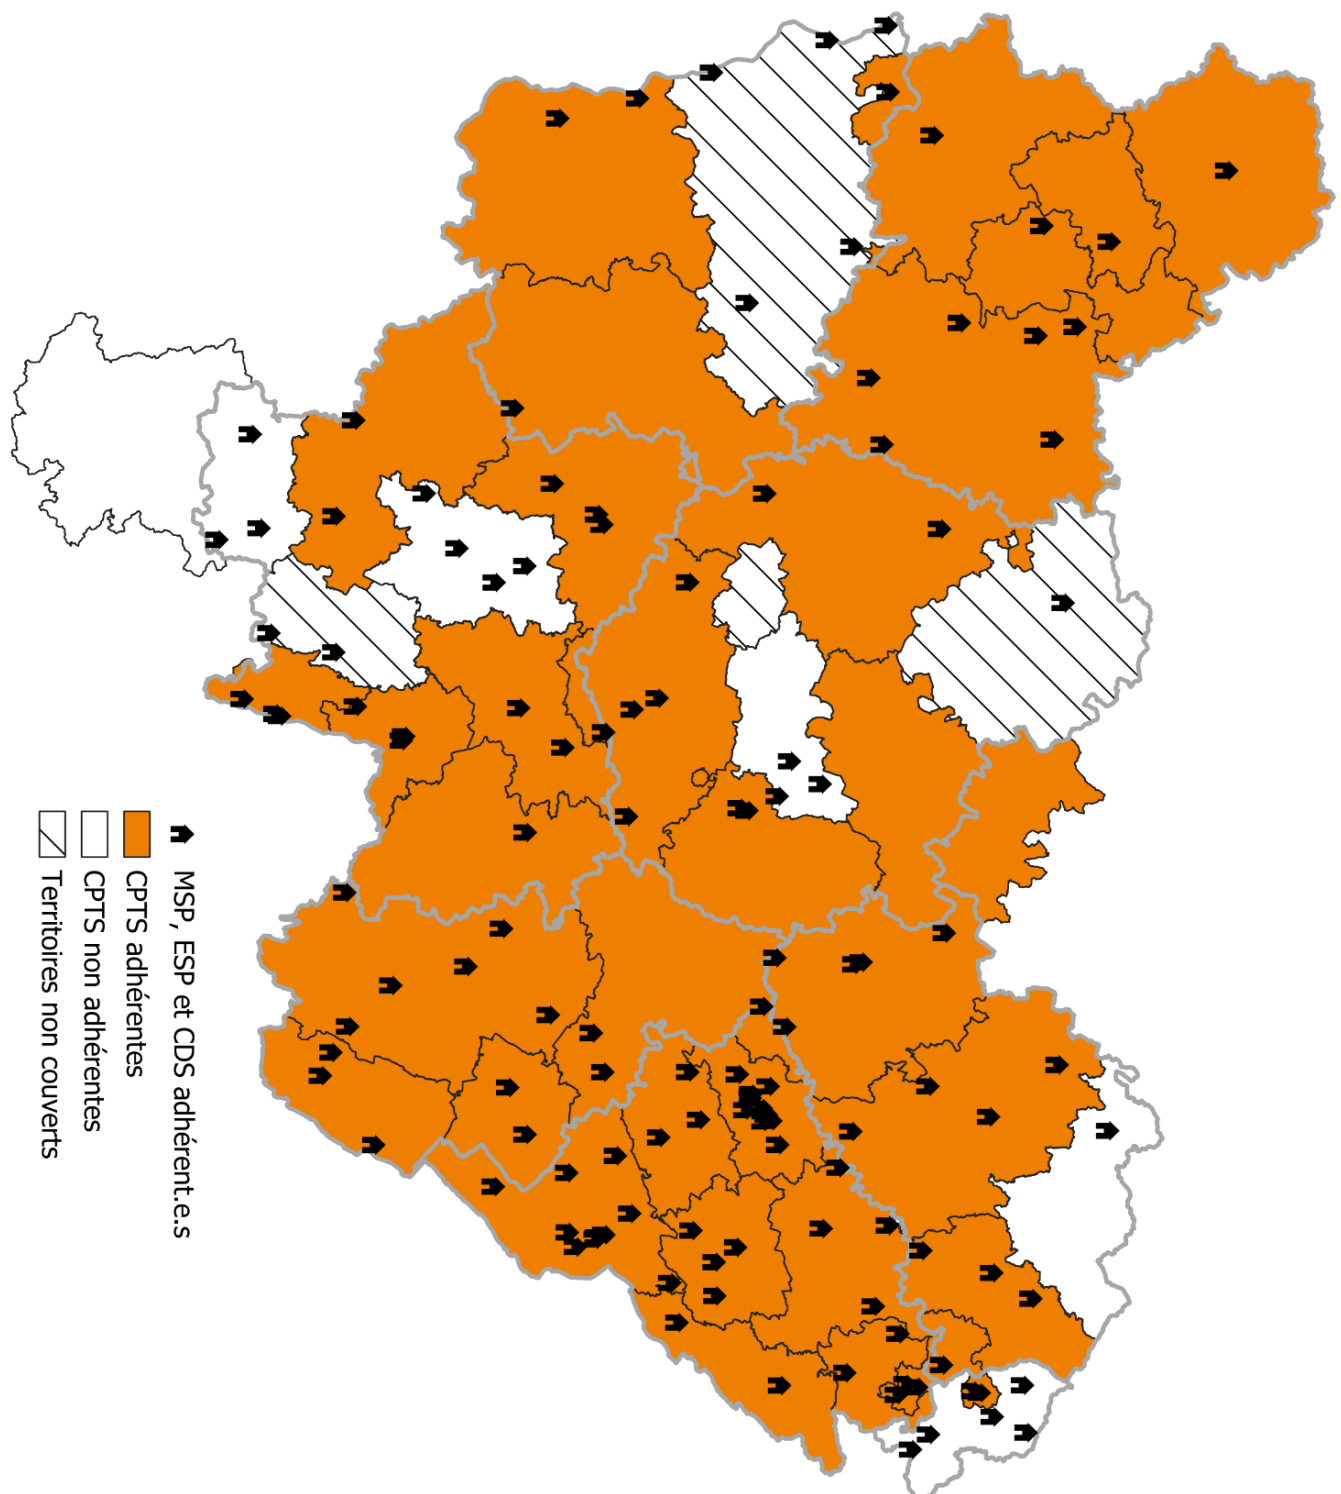 MSP, ESP et CDS adhérent.e.s
CPTS adhérentes
CPTS non adhérentes
Territoires non couverts